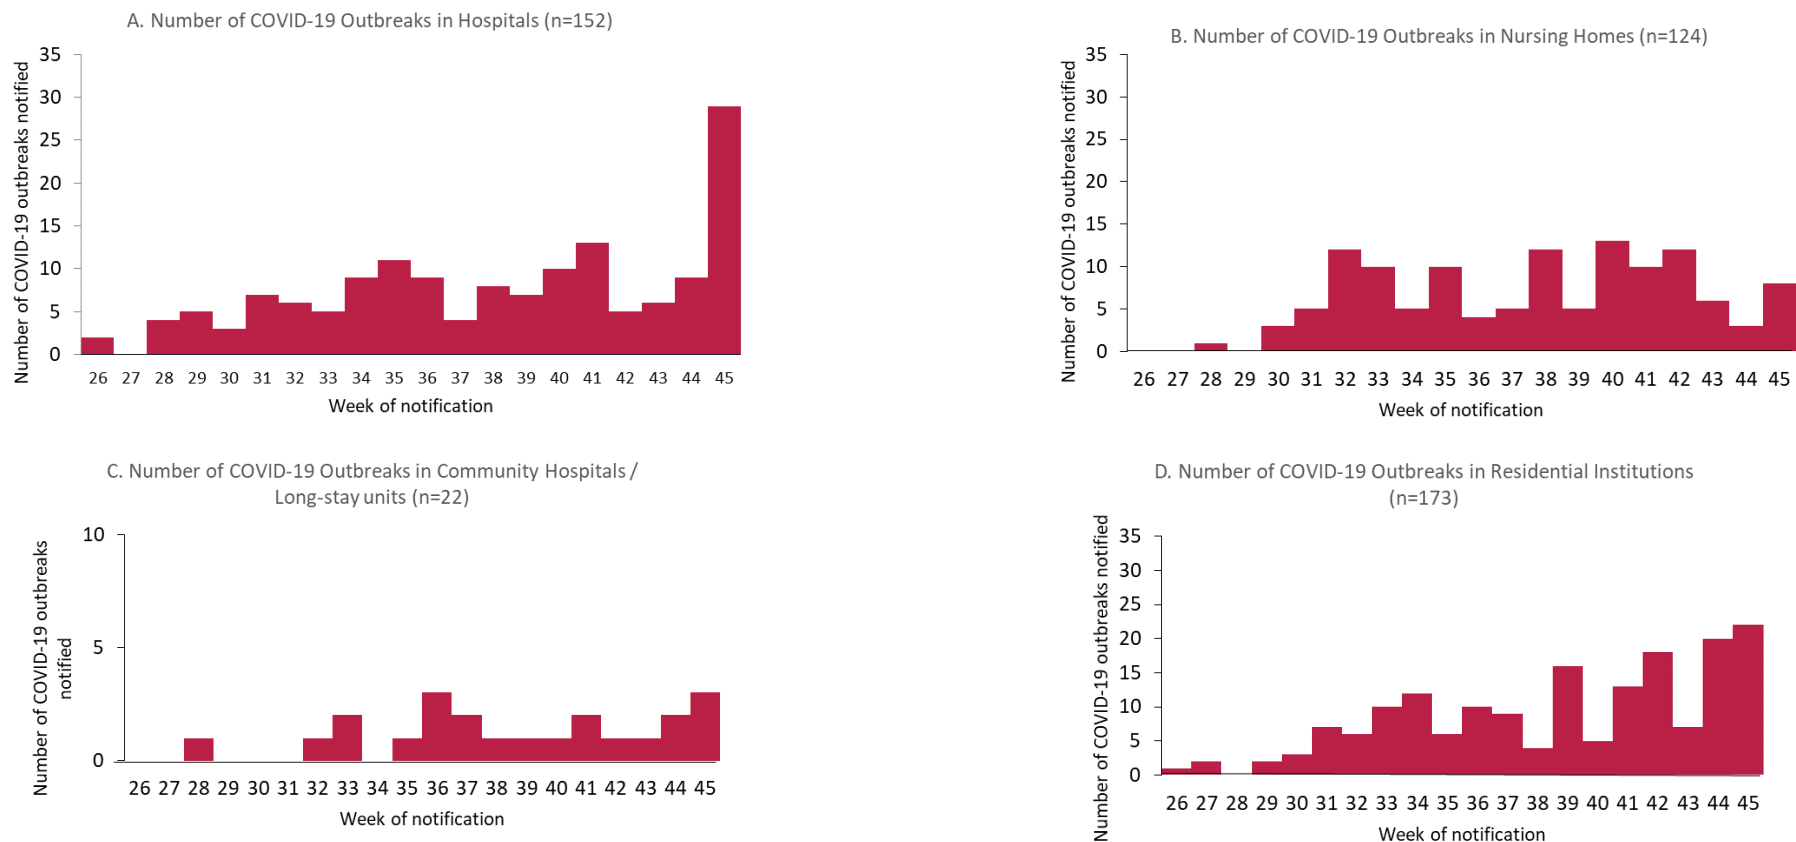 A. Number of COVID-19 Outbreaks in Hospitals (n=152)
Number of COVID-19 outbreaks notified
35
30
25
20
15
10
5
0
26 27 28 29 30 31 32 33 34 35 36 37 38 39 40 41 42 43 44 45
Week of notification
B. Number of COVID-19 Outbreaks in Nursing Homes (n=124)
Number of COVID-19 outbreaks notified
35
30
25
20
15
10
5
0
26 27 28 29 30 31 32 33 34 35 36 37 38 39 40 41 42 43 44 45
Week of notification
C. Number of COVID-19 Outbreaks in Community Hospitals /
Long-stay units (n=22)
Number of COVID-19 outbreaks
notified
10
5
0
26 27 28 29 30 31 32 33 34 35 36 37 38 39 40 41 42 43 44 45
Week of notification
D. Number of COVID-19 Outbreaks in Residential Institutions
(n=173)
Number of COVID-19 outbreaks notified
35
30
25
20
15
10
5
0
26 27 28 29 30 31 32 33 34 35 36 37 38 39 40 41 42 43 44 45
Week of notification